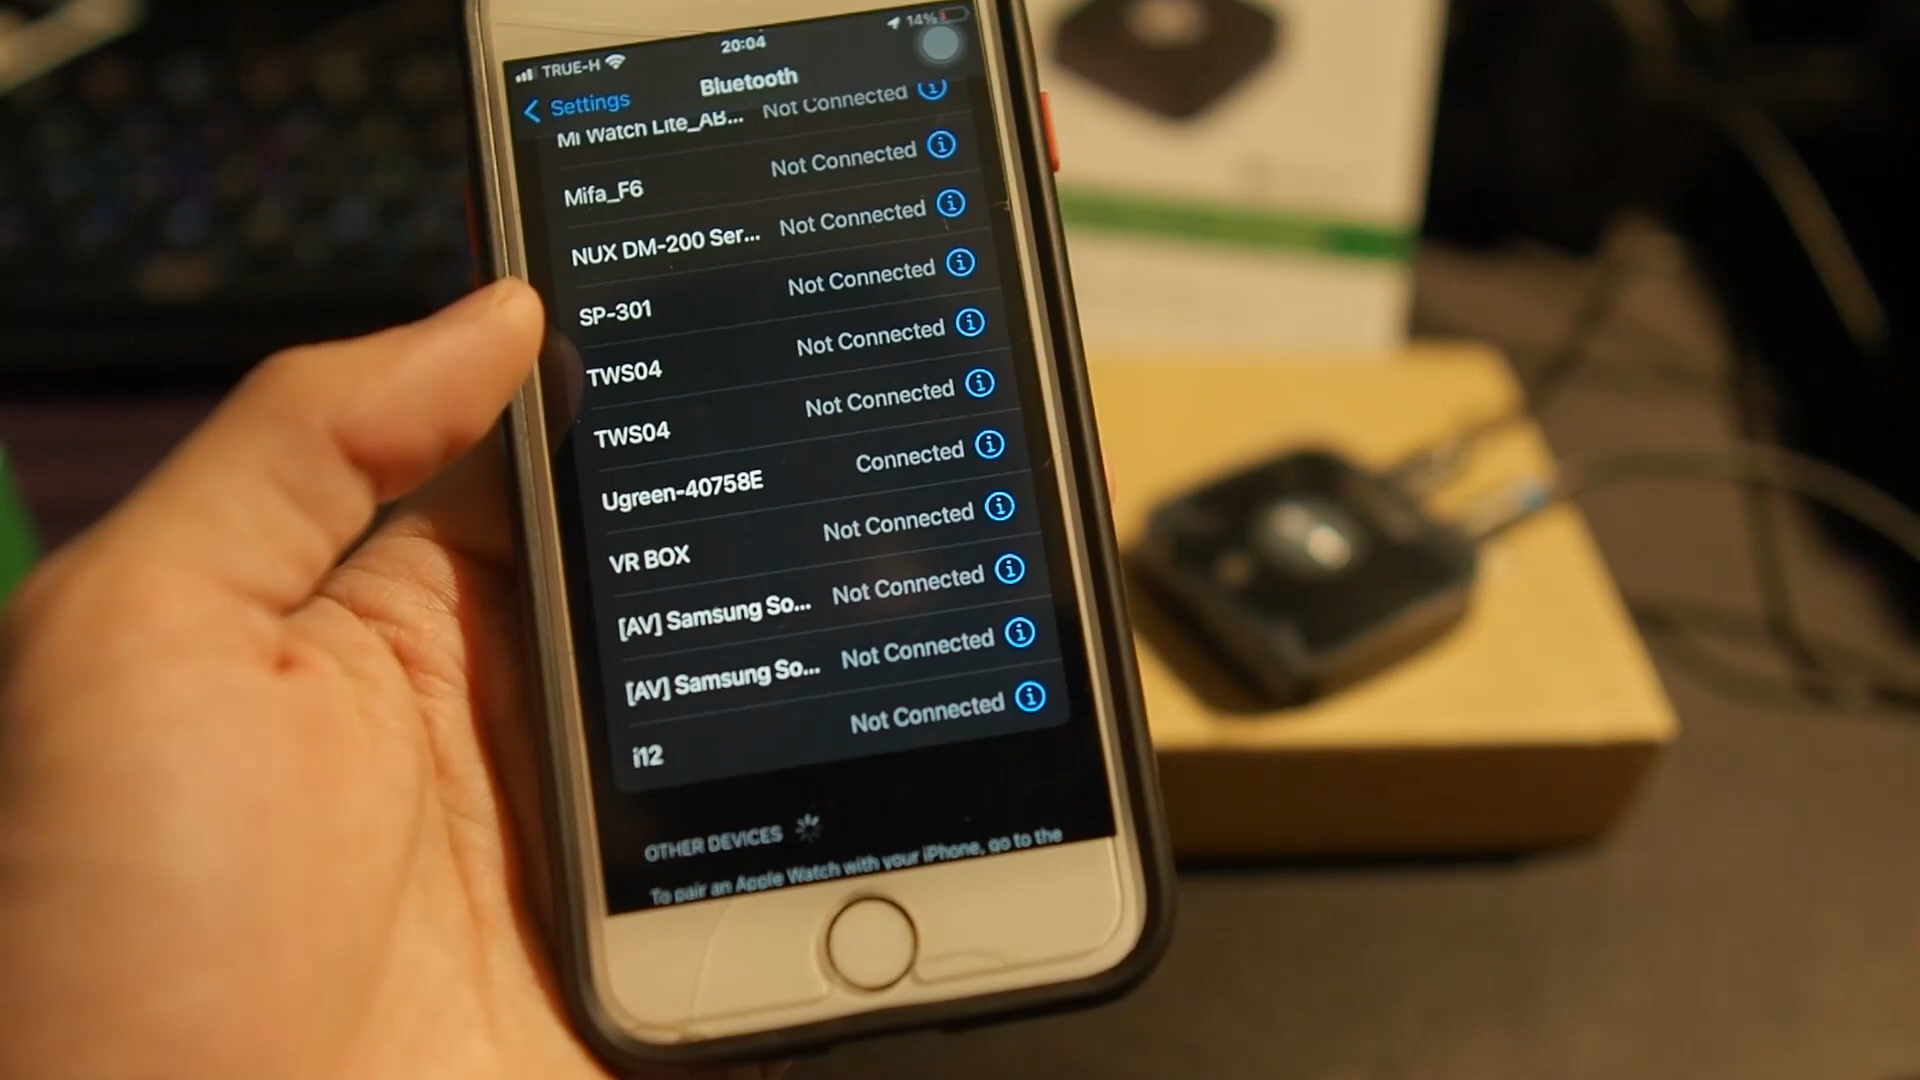 TRUE-H 20:04 14%
Settings Bluetooth
Mi Watch Lite_AB... Not Connected
Mifa_F6 Not Connected
NUX DM-200 Ser... Not Connected
SP-301 Not Connected
TWS04 Not Connected
TWS04 Not Connected
Ugreen-40758E Connected
VR BOX Not Connected
[AV] Samsung So... Not Connected
[AV] Samsung So... Not Connected
i12 Not Connected
OTHER DEVICES
To pair an Apple Watch with your iPhone, go to the